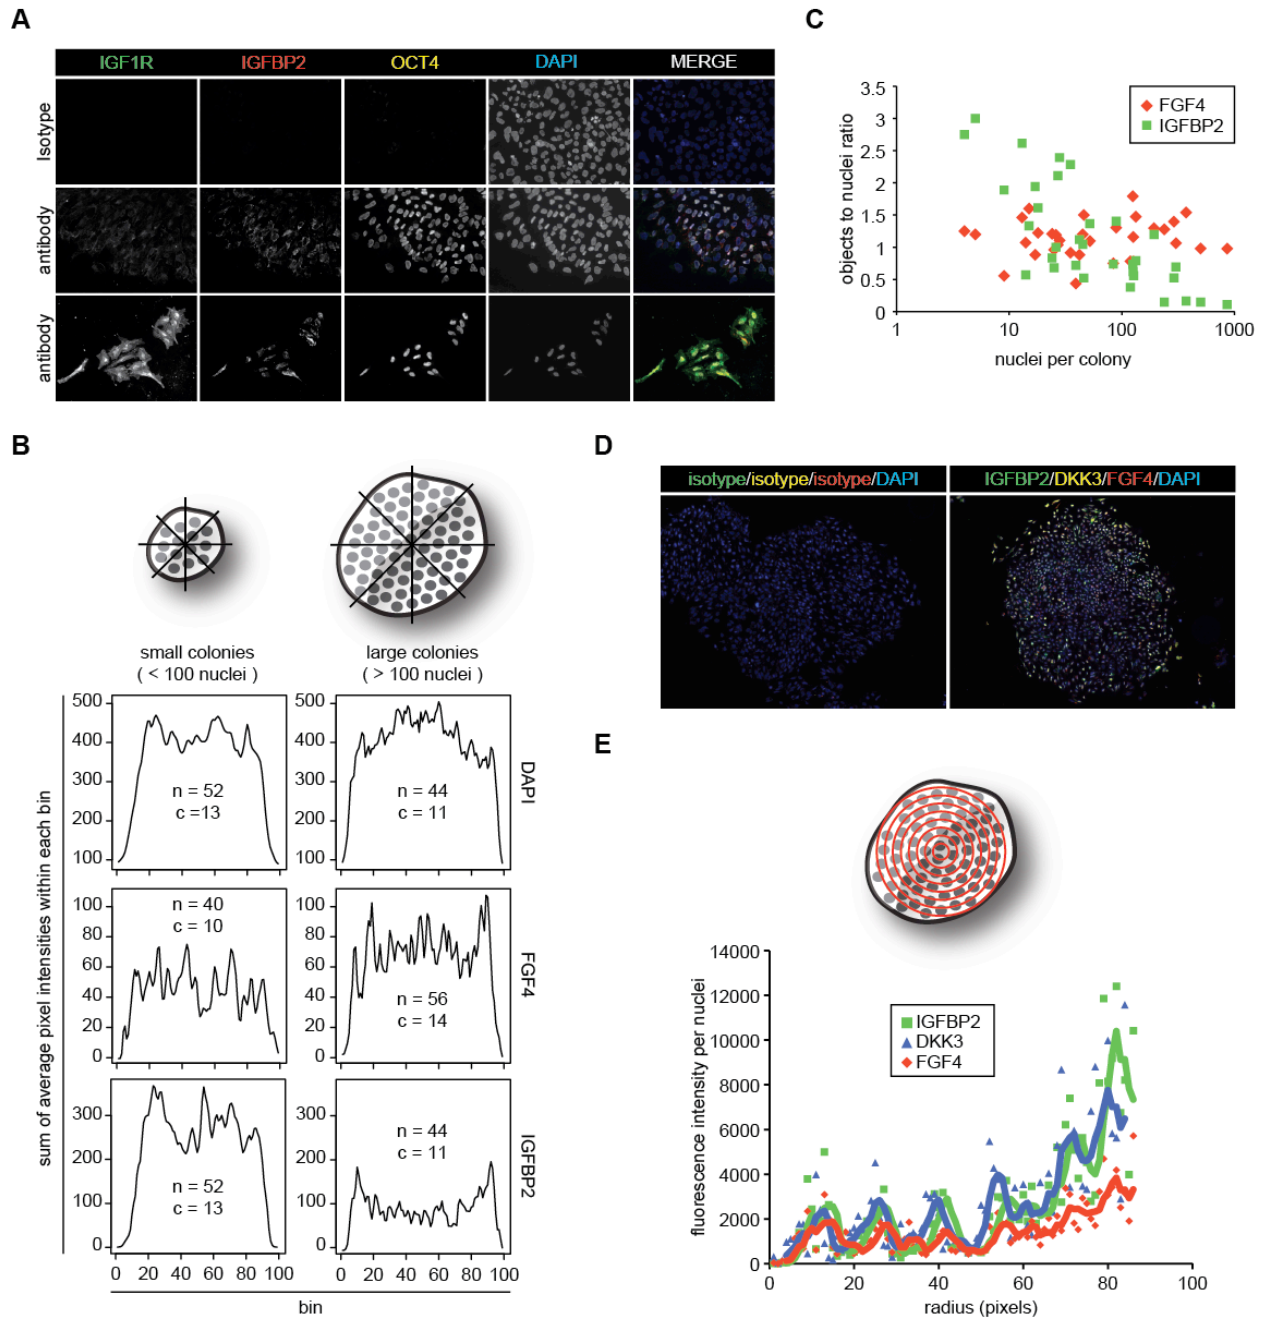 A
IGF1R IGFBP2 OCT4 DAPI MERGE
Isotype
antibody
antibody
B
small colonies
( < 100 nuclei )
large colonies
( > 100 nuclei )
sum of average pixel intensities within each bin
500
400
300
200
100
n = 52
c =13
500
400
300
200
100
n = 44
c = 11
DAPI
100
80
60
40
20
0
n = 40
c = 10
100
80
60
40
20
0
n = 56
c = 14
FGF4
300
200
100
0
n = 52
c = 13
300
200
100
0
n = 44
c = 11
IGFBP2
0 20 40 60 80 100
0 20 40 60 80 100
bin
C
objects to nuclei ratio
3.5
3
2.5
2
1.5
1
0.5
0
FGF4
IGFBP2
1 10 100 1000
nuclei per colony
D
isotype/isotype/isotype/DAPI
IGFBP2/DKK3/FGF4/DAPI
E
fluorescence intensity per nuclei
14000
12000
10000
8000
6000
4000
2000
0
IGFBP2
DKK3
FGF4
0 20 40 60 80 100
radius (pixels)